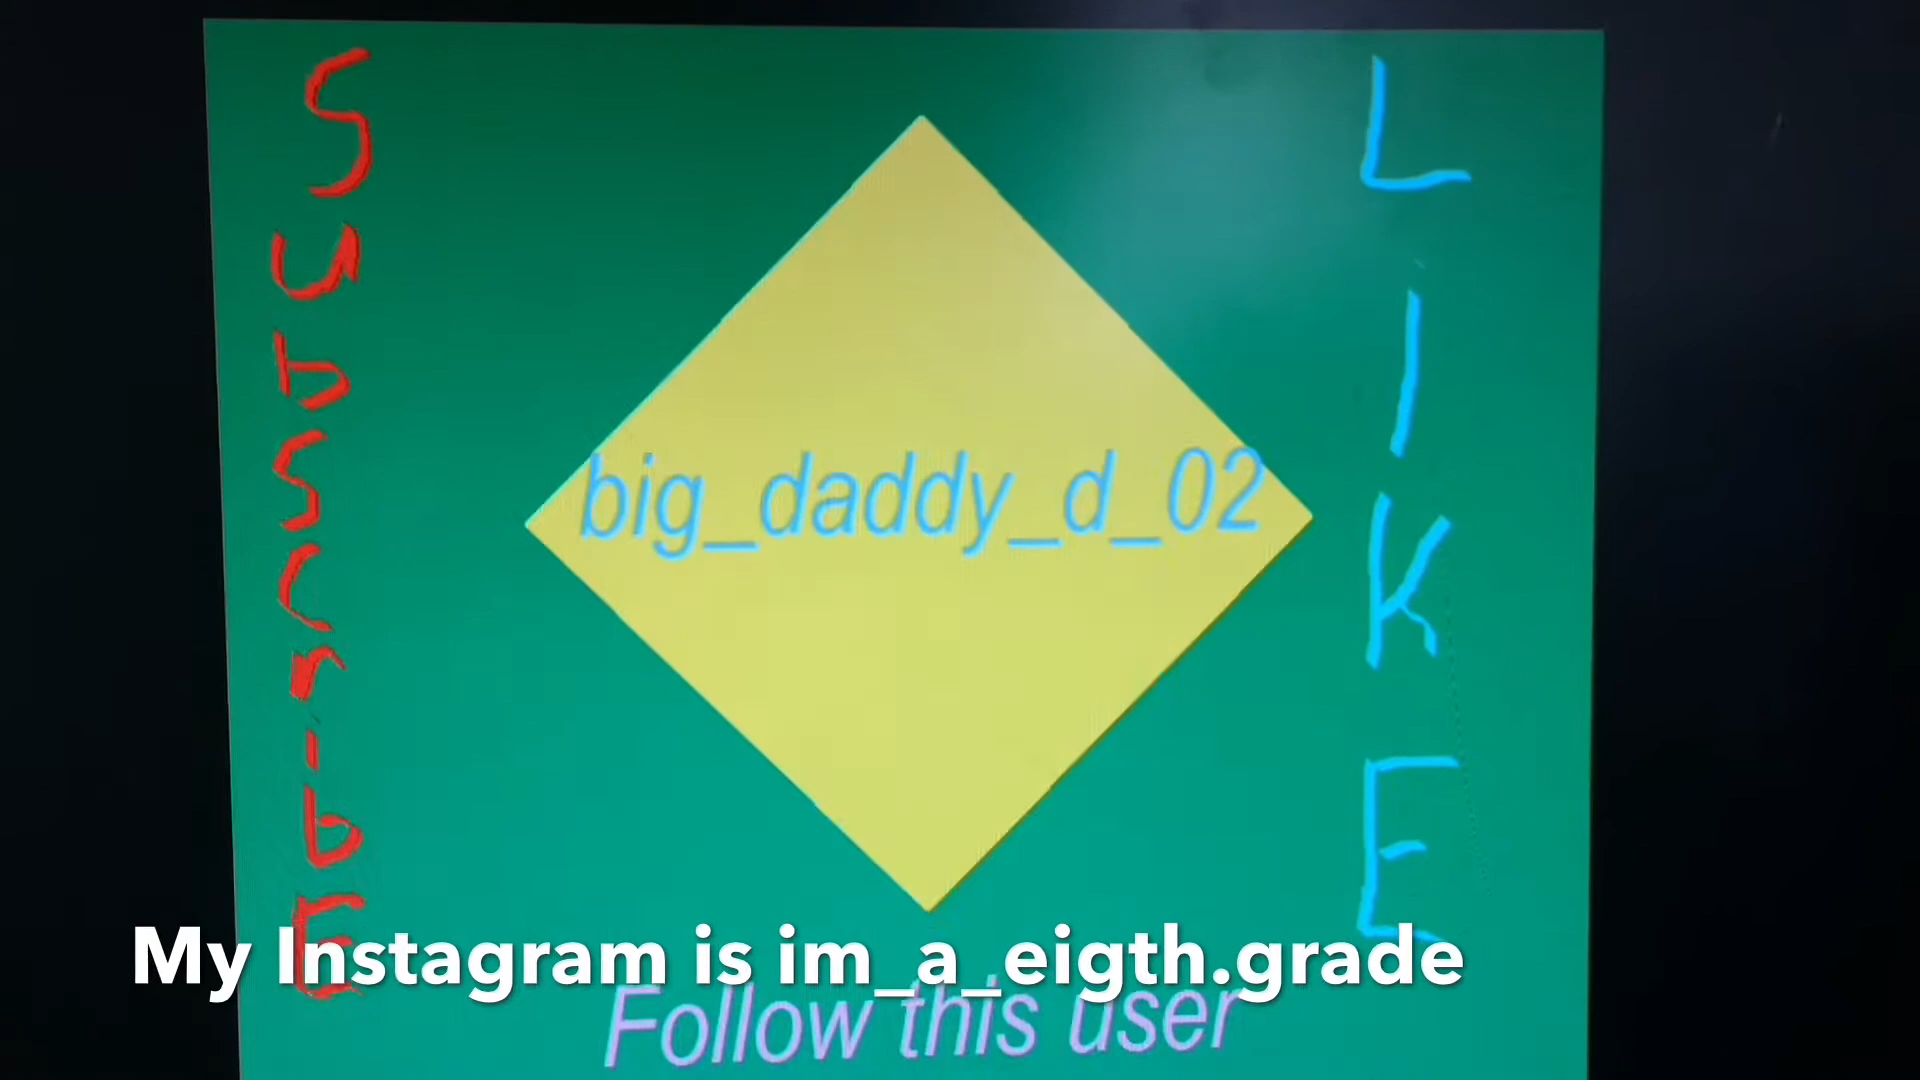 SubscribE
LIKE
big_daddy_d_02
My Instagram is im_a_eigth.grade
Follow this user